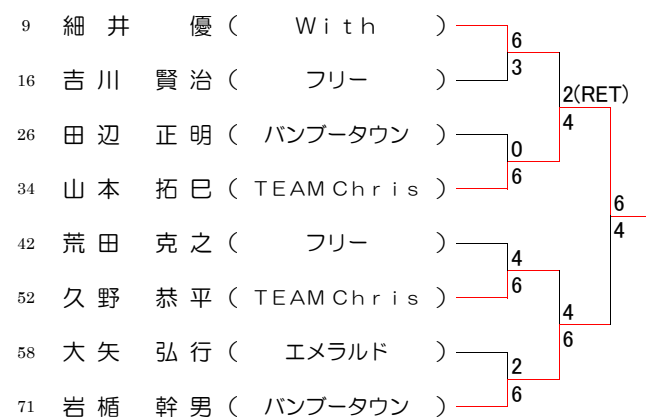 9 細井 優 ( With )
6
3
16 吉川 賢治 ( フリー )
2(RET)
4
26 田辺 正明 ( バンブータウン )
0
6
34 山本 拓巳 ( TEAM Chris )
6
4
42 荒田 克之 ( フリー )
4
6
52 久野 恭平 ( TEAM Chris )
4
6
58 大矢 弘行 ( エメラルド )
2
6
71 岩楯 幹男 ( バンブータウン )